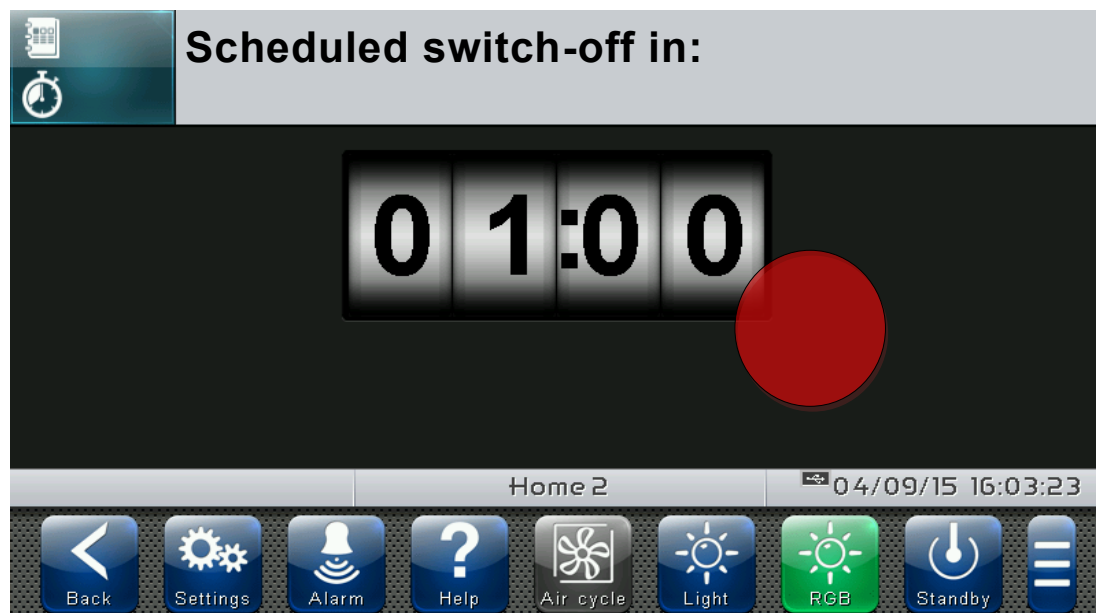 Scheduled switch-off in:
01:00
Home 2
04/09/15 16:03:23
Back Settings Alarm Help Air cycle Light RGB Standby